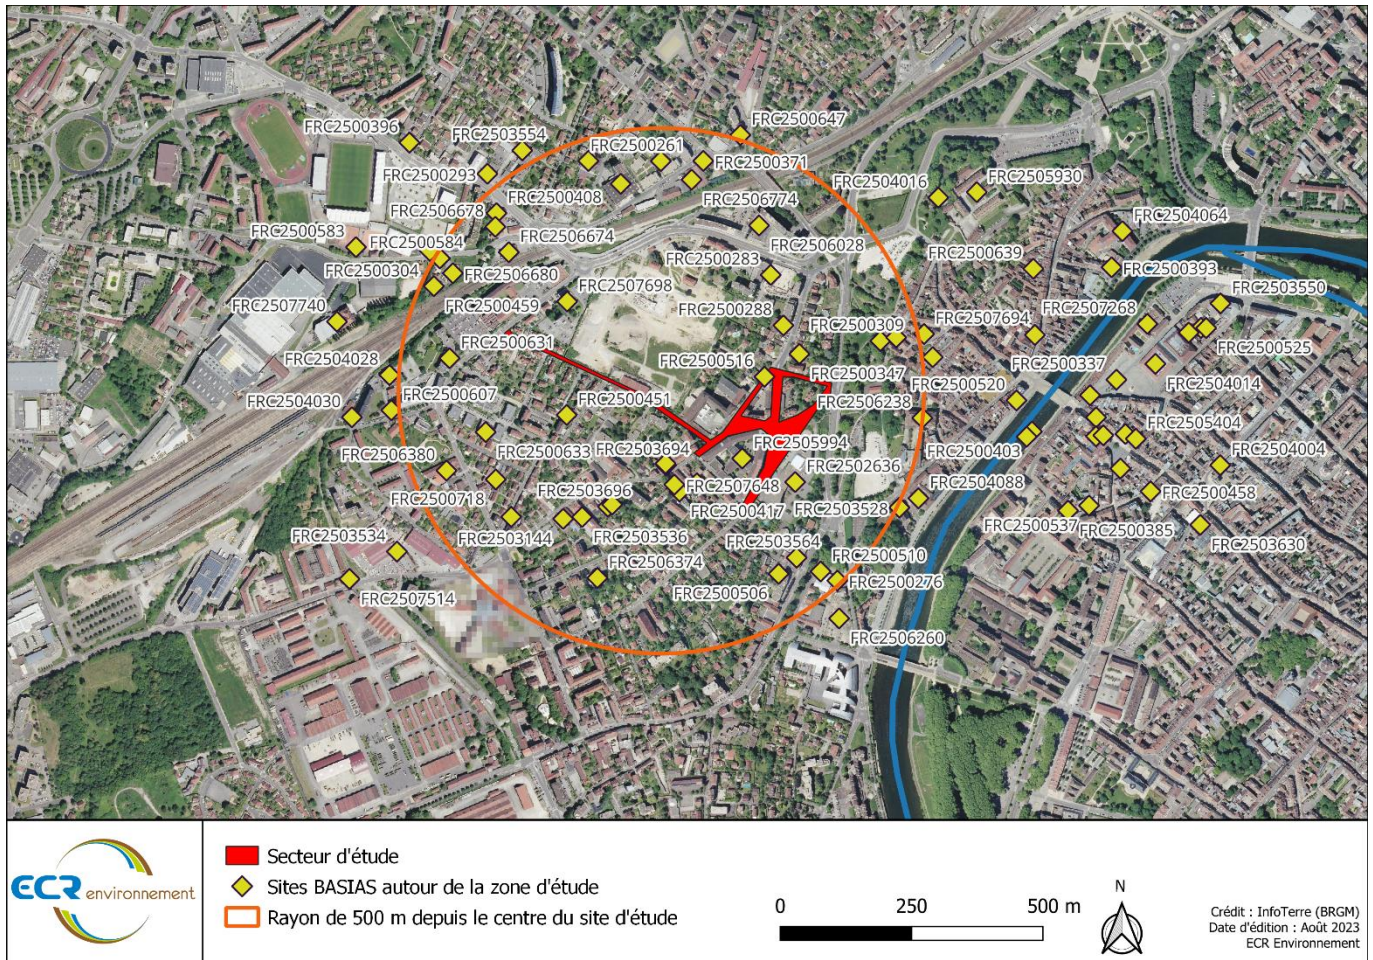 FRC2500647
FRC2500396
FRC2503554
FRC2500261
FRC2500371
FRC2500293
FRC2500408
FRC2504016
FRC2505930
FRC2506678
FRC2506774
FRC2504064
FRC2500583
FRC2500584
FRC2506674
FRC2506028
FRC2500639
FRC2500304
FRC2506680
FRC2500283
FRC2500393
FRC2507740
FRC2500459
FRC2507698
FRC2503550
FRC2500288
FRC2500309
FRC2507694
FRC2507268
FRC2504028
FRC2500631
FRC2500516
FRC2500337
FRC2500525
FRC2504030
FRC2500607
FRC2500347
FRC2500520
FRC2504014
FRC2500451
FRC2506238
FRC2505404
FRC2506380
FRC2500633
FRC2503694
FRC2505994
FRC2500403
FRC2504004
FRC2502636
FRC2507648
FRC2504088
FRC2500458
FRC2500718
FRC2503696
FRC2500417
FRC2503528
FRC2500537
FRC2500385
FRC2503630
FRC2503534
FRC2503144
FRC2503536
FRC2503564
FRC2500510
FRC2506374
FRC2500276
FRC2507514
FRC2500506
FRC2506260
ECR environnement
Secteur d'étude
Sites BASIAS autour de la zone d'étude
Rayon de 500 m depuis le centre du site d'étude
0 250 500 m
N
Crédit : InfoTerre (BRGM)
Date d'édition : Août 2023
ECR Environnement